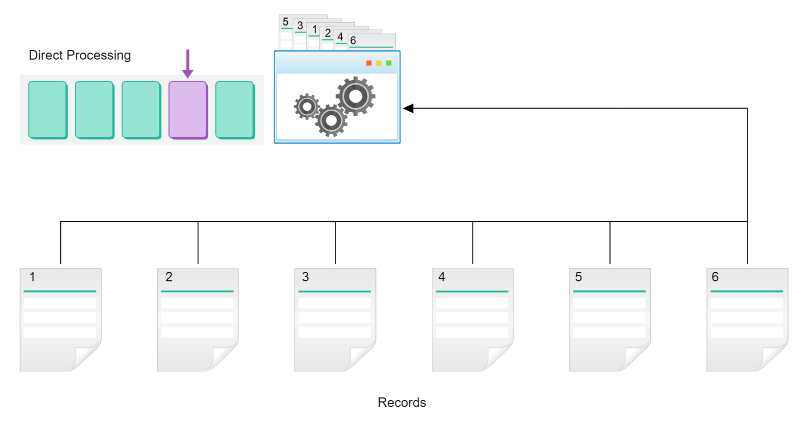 5 3 1 2 4 6
Direct Processing
1 2 3 4 5 6
Records